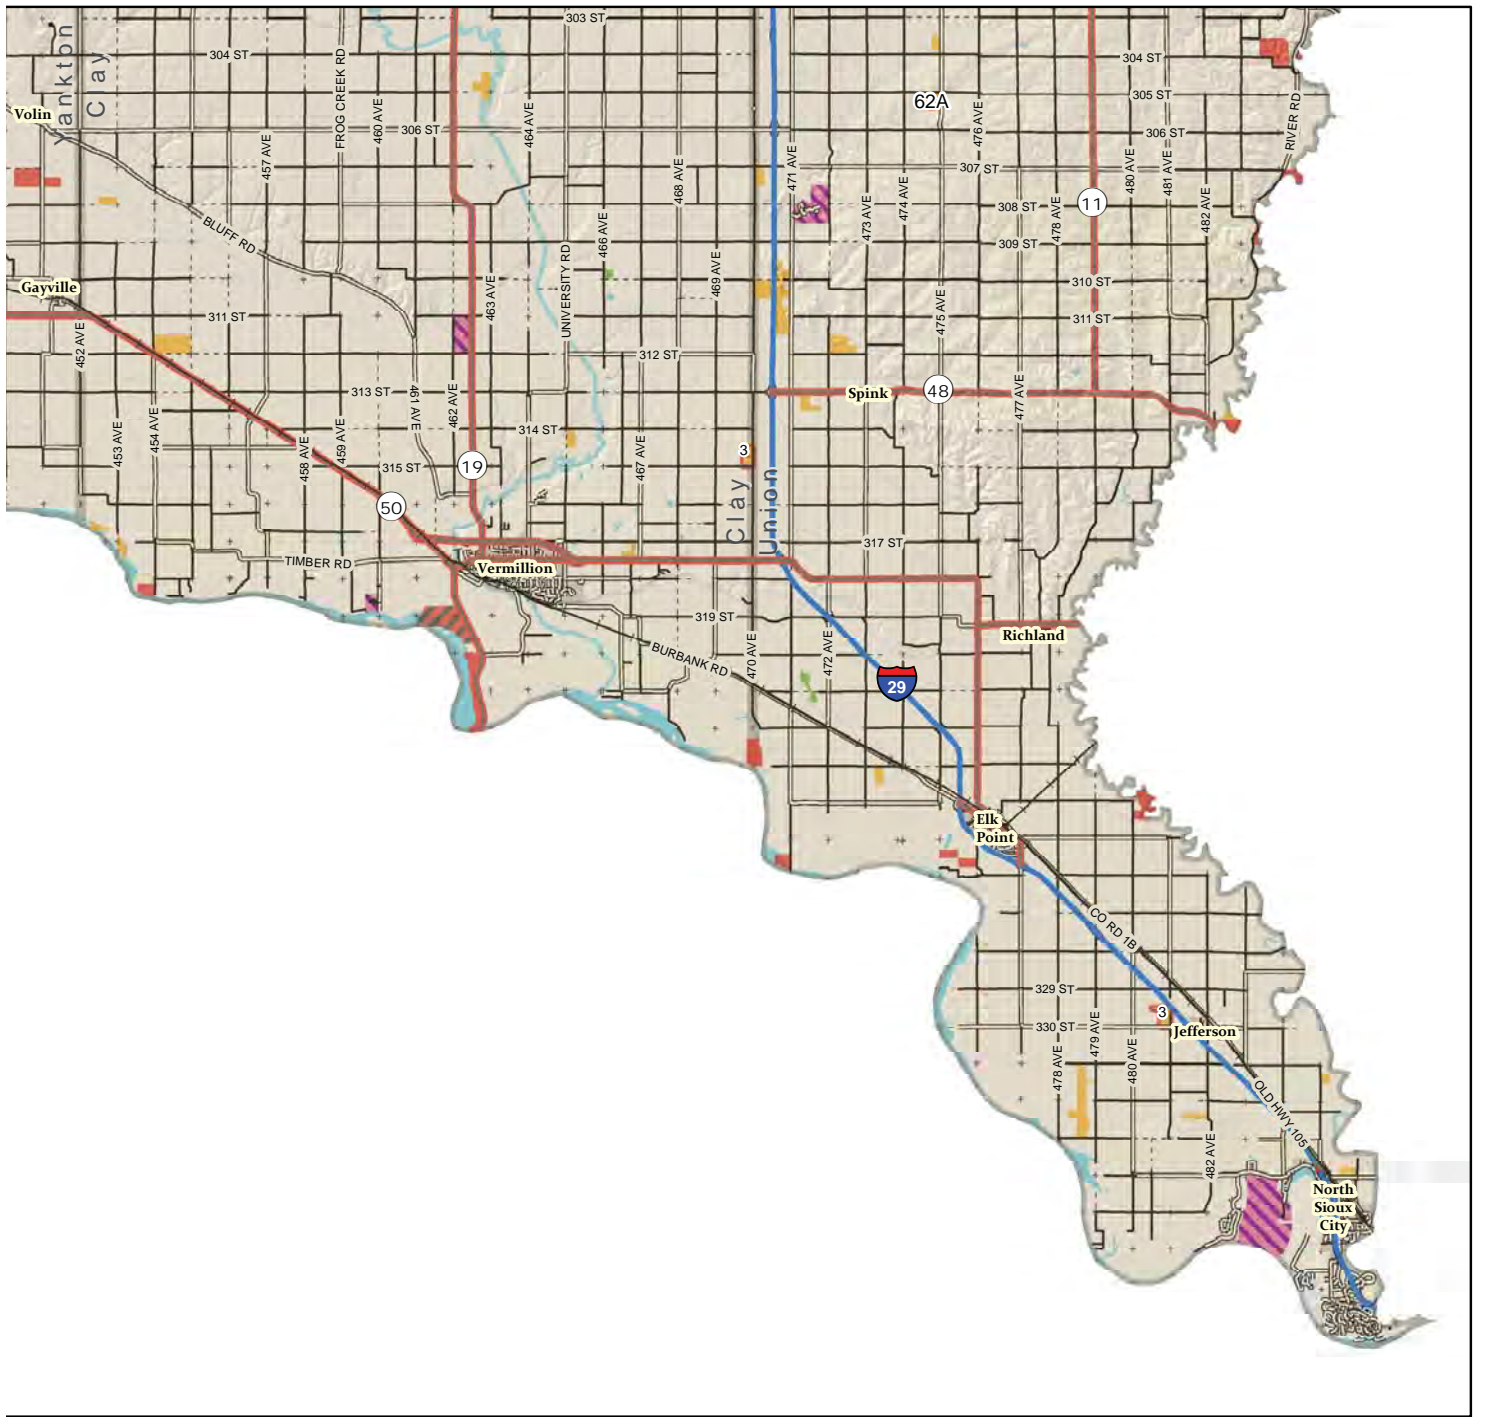 303 ST
304 ST
304 ST
305 ST
306 ST
306 ST
307 ST
308 ST
309 ST
310 ST
311 ST
311 ST
312 ST
313 ST
314 ST
315 ST
317 ST
319 ST
329 ST
330 ST
Yankton
Clay
Clay
Union
Volin
Gayville
Vermillion
Spink
Richland
Elk
Point
Jefferson
North
Sioux
City
62A
11
48
19
50
29
3
3
FROG CREEK RD
BLUFF RD
UNIVERSITY RD
RIVER RD
TIMBER RD
BURBANK RD
CO RD 1B
OLD HWY 105
452 AVE
453 AVE
454 AVE
457 AVE
458 AVE
459 AVE
460 AVE
461 AVE
462 AVE
463 AVE
464 AVE
466 AVE
467 AVE
468 AVE
469 AVE
470 AVE
471 AVE
472 AVE
473 AVE
474 AVE
475 AVE
476 AVE
477 AVE
478 AVE
480 AVE
481 AVE
482 AVE
478 AVE
479 AVE
480 AVE
482 AVE